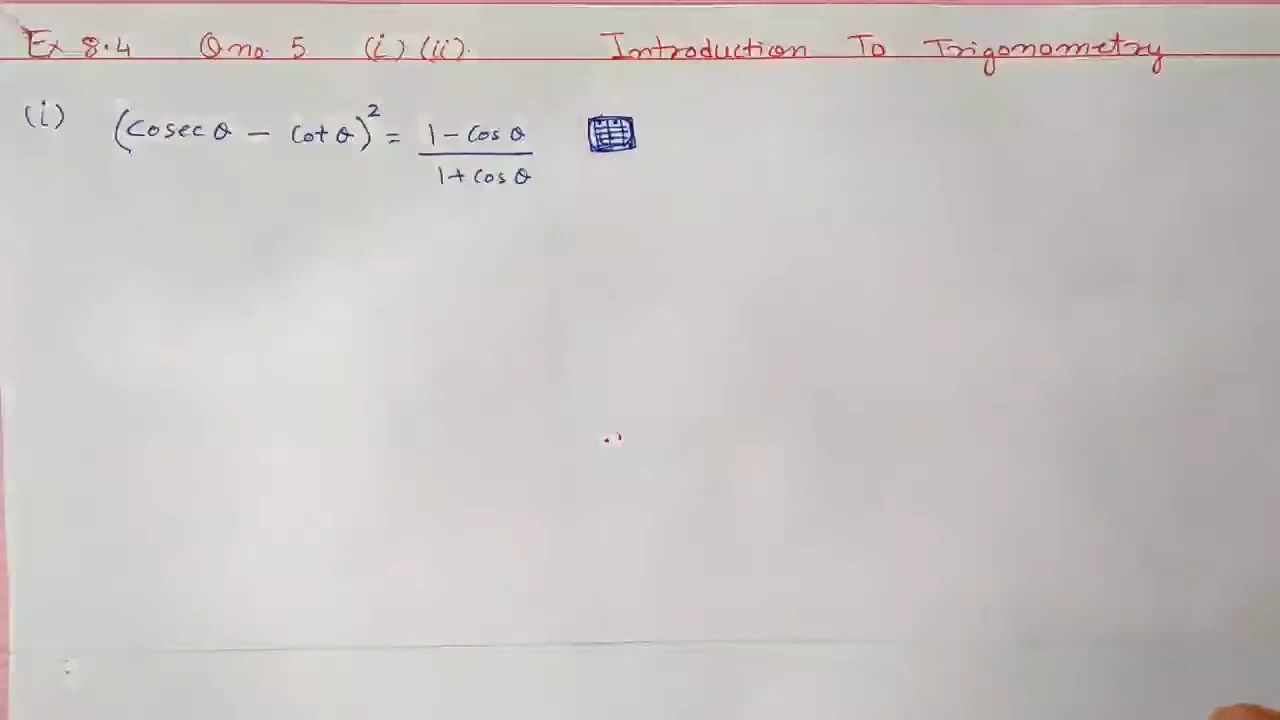 Ex 8.4 Q no. 5 (i) (ii). Introduction To Trigonometry
(i) (Cosec θ - Cot θ)² = 1 - Cos θ
1 + Cos θ